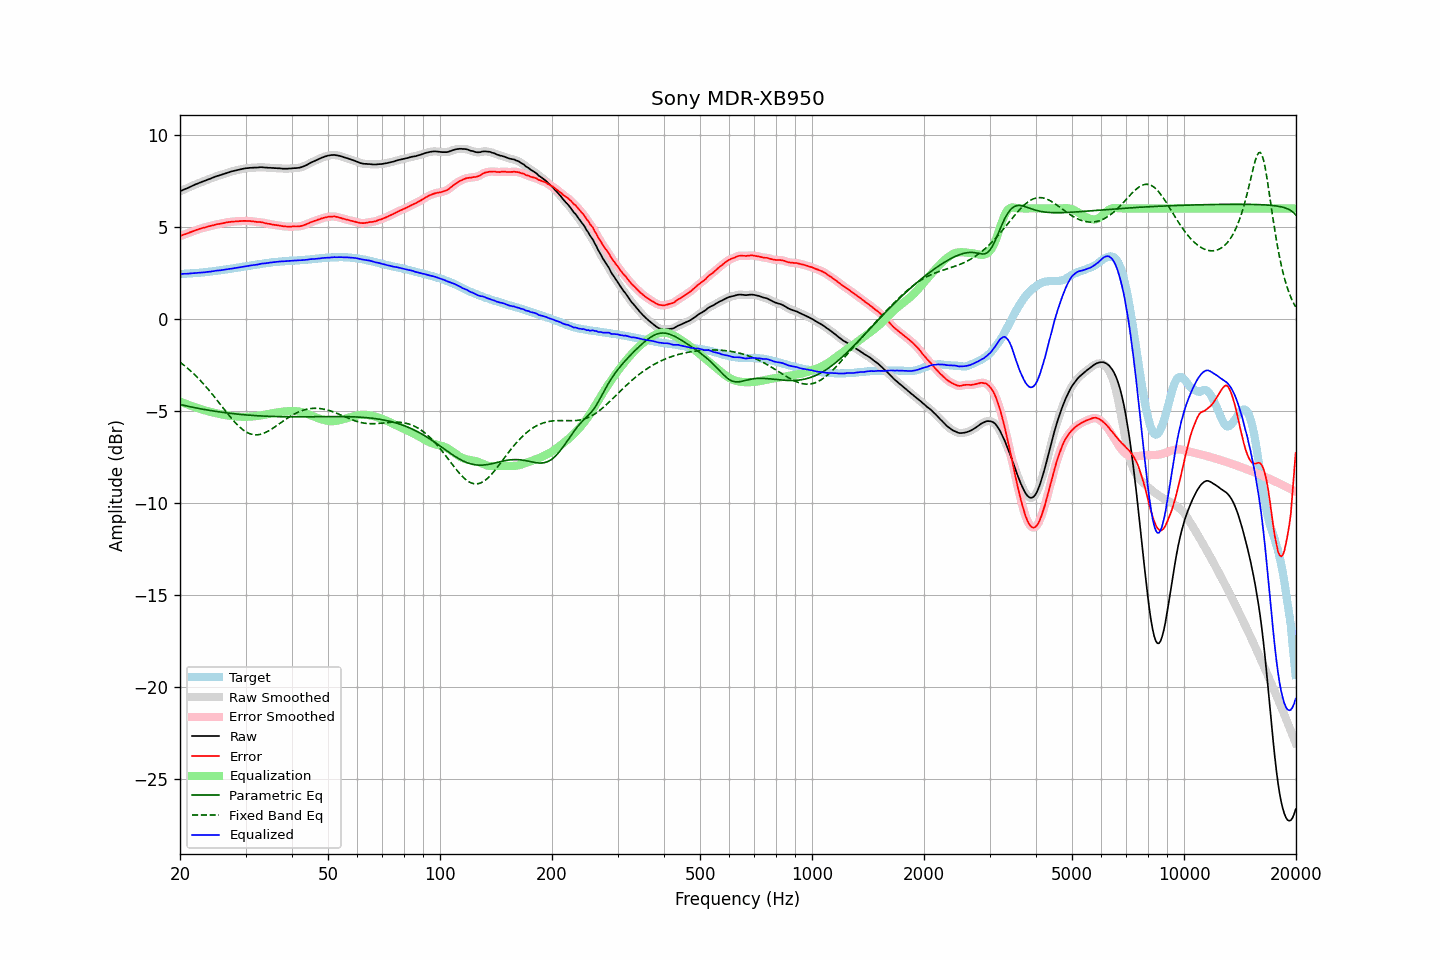 Sony MDR-XB950
Amplitude (dBr)
10
5
0
−5
−10
−15
−20
−25
Target
Raw Smoothed
Error Smoothed
Raw
Error
Equalization
Parametric Eq
Fixed Band Eq
Equalized
20 50 100 200 500 1000 2000 5000 10000 20000
Frequency (Hz)